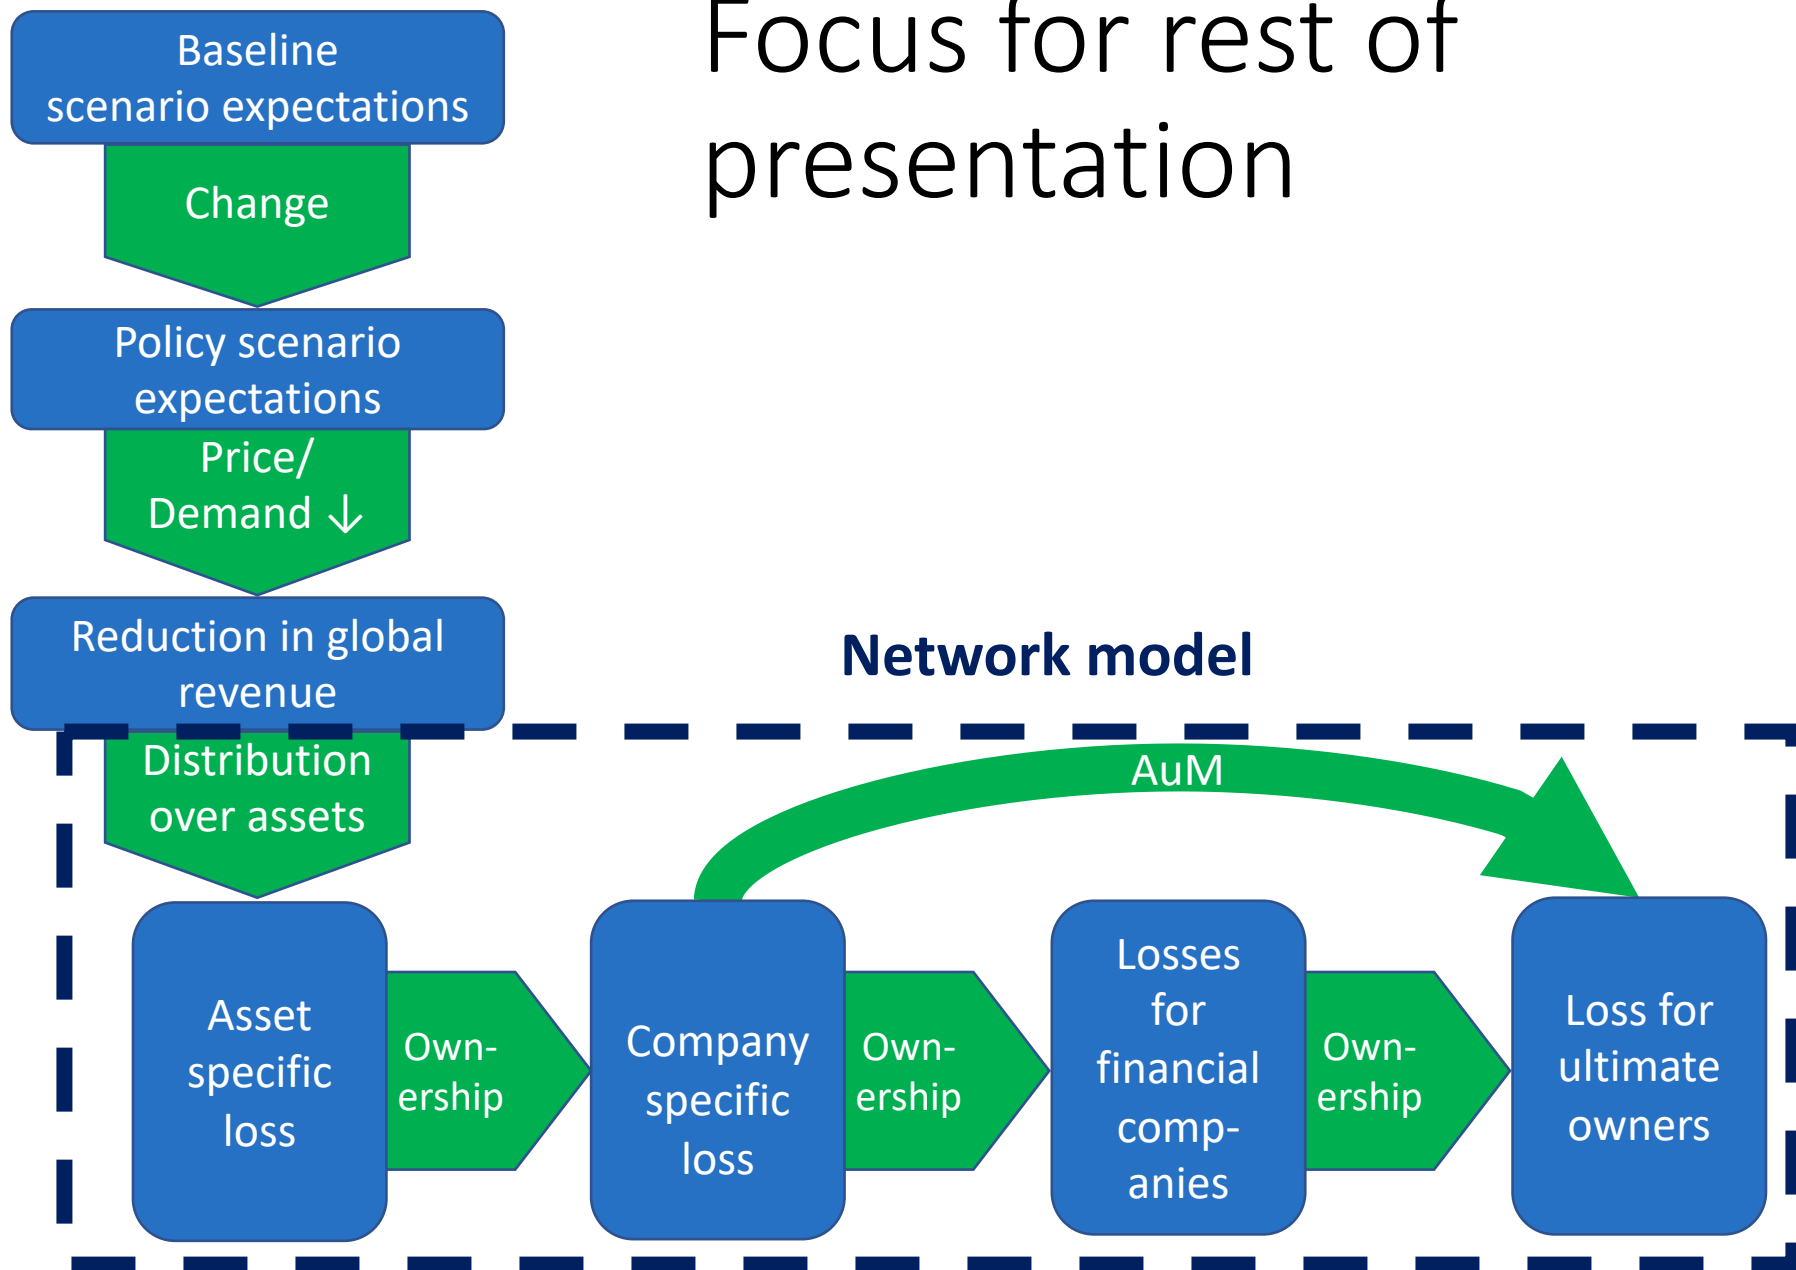 Focus for rest of
presentation
Baseline
scenario expectations
Change
Policy scenario
expectations
Price/
Demand ↓
Reduction in global
revenue
Network model
Distribution
over assets
AuM
Asset
specific
loss
Own-
ership
Company
specific
loss
Own-
ership
Losses
for
financial
comp-
anies
Own-
ership
Loss for
ultimate
owners